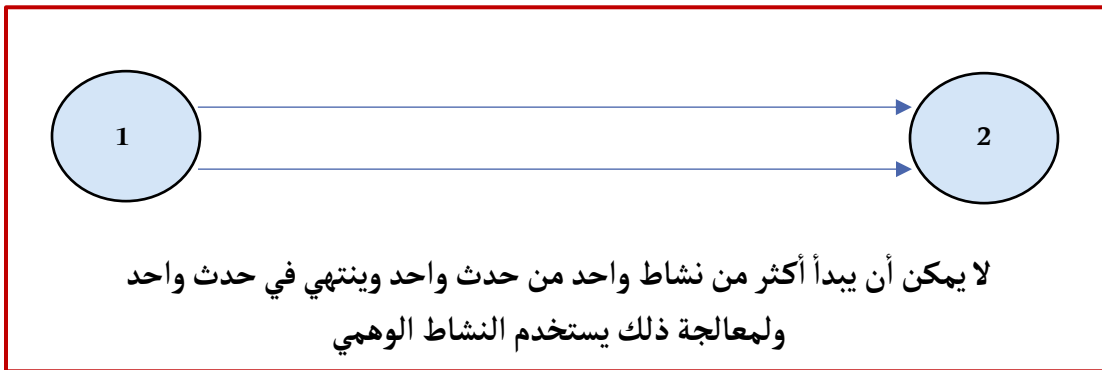 1
2
لا يمكن أن يبدأ أكثر من نشاط واحد من حدث واحد وينتهي في حدث واحد
ولمعالجة ذلك يستخدم النشاط الوهمي